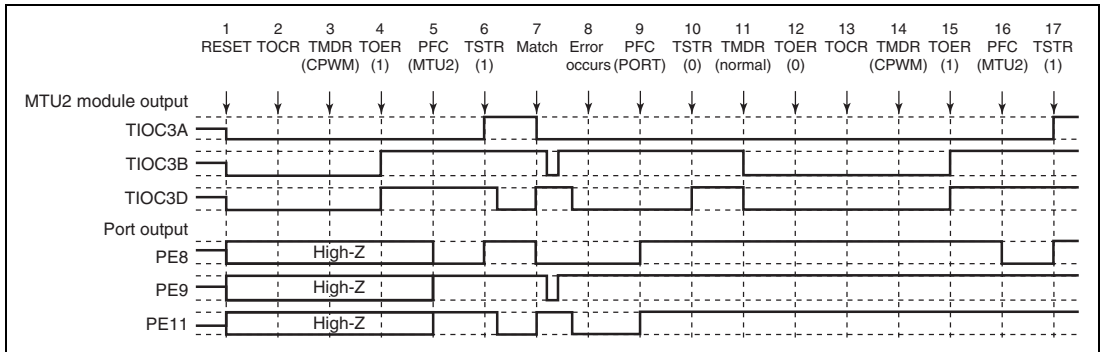 1 2 3 4 5 6 7 8 9 10 11 12 13 14 15 16 17
RESET TOCR TMDR TOER PFC TSTR Match Error PFC TSTR TMDR TOER TOCR TMDR TOER PFC TSTR
(CPWM) (1) (MTU2) (1) occurs (PORT) (0) (normal) (0) (CPWM) (1) (MTU2) (1)
MTU2 module output
TIOC3A
TIOC3B
TIOC3D
Port output
PE8 High-Z
PE9 High-Z
PE11 High-Z